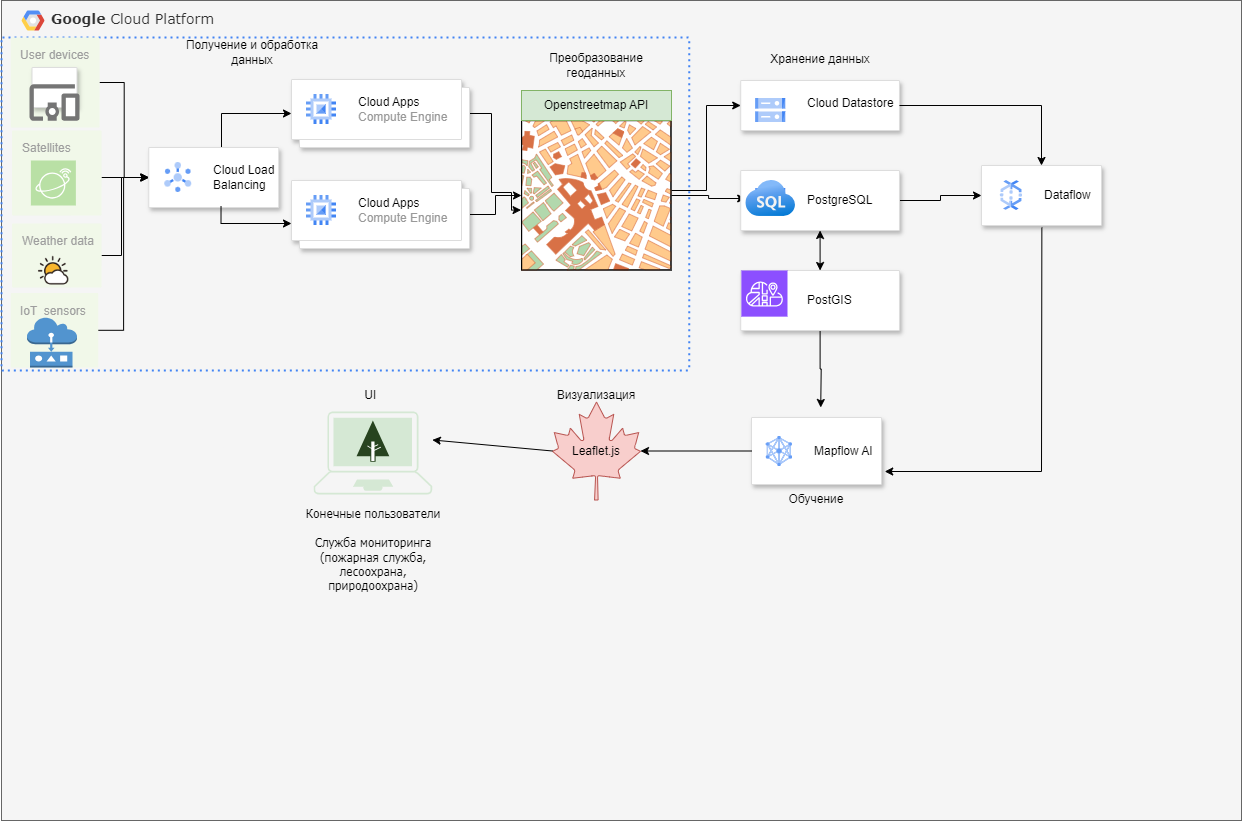 Google Cloud Platform
User devices
Satellites
Weather data
IoT sensors
Получение и обработка
данных
Cloud Load
Balancing
Cloud Apps
Compute Engine
Cloud Apps
Compute Engine
Преобразование
геоданных
Openstreetmap API
Хранение данных
Cloud Datastore
SQL
PostgreSQL
PostGIS
Dataflow
Mapflow AI
Обучение
Визуализация
Leaflet.js
UI
Конечные пользователи
Служба мониторинга
(пожарная служба,
лесоохрана,
природоохрана)